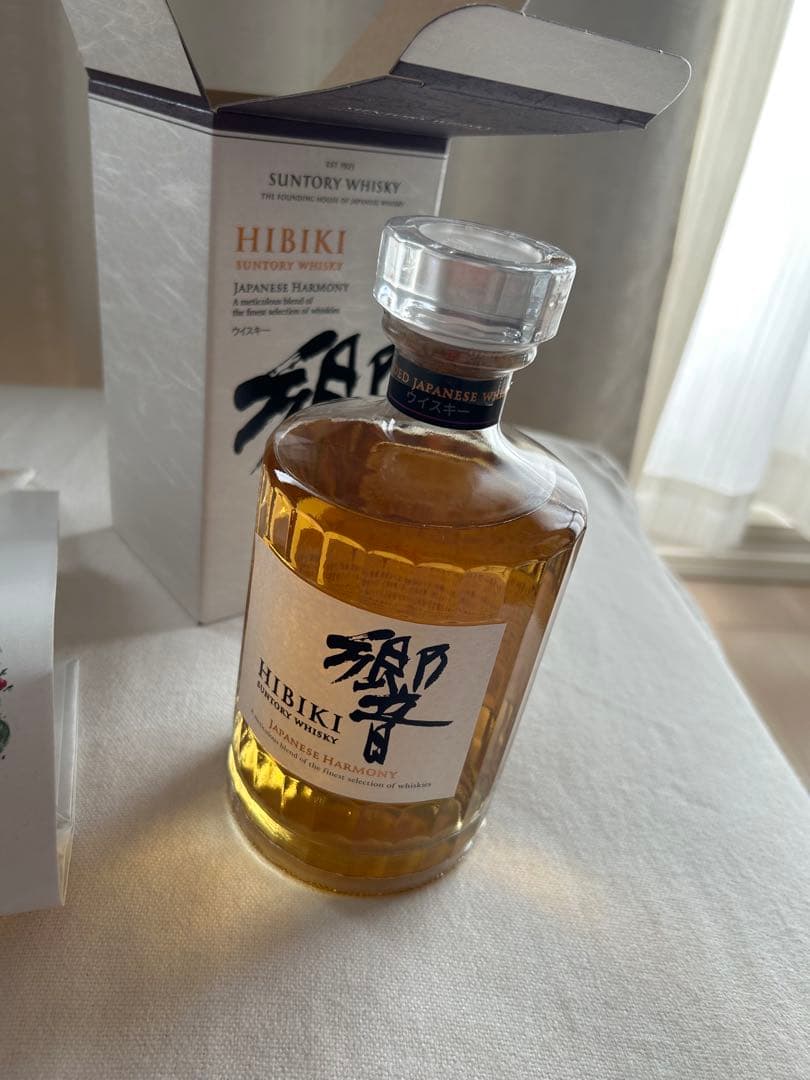 EST. 1923
SUNTORY WHISKY
THE FOUNDING HOUSE OF JAPANESE WHISKY
HIBIKI
SUNTORY WHISKY
JAPANESE HARMONY
A meticulous blend of
the finest selection of whiskies
ウイスキー
響
JAPANESE
ウイスキー
響
HIBIKI
SUNTORY WHISKY
JAPANESE HARMONY
A meticulous blend of the finest selection of whiskies